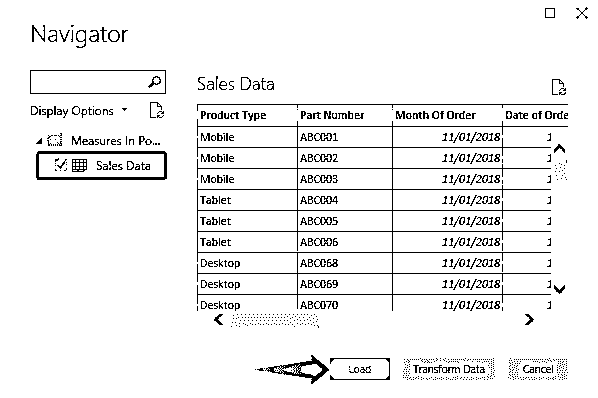 Navigator
Display Options
Measures In Po...
Sales Data
Sales Data
Product Type Part Number Month Of Order Date of Orde
Mobile ABC001 11/01/2018 1
Mobile ABC002 11/01/2018 1
Mobile ABC003 11/01/2018 1
Tablet ABC004 11/01/2018 1
Tablet ABC005 11/01/2018 1
Tablet ABC006 11/01/2018 1
Desktop ABC068 11/01/2018 1
Desktop ABC069 11/01/2018 1
Desktop ABC070 11/01/2018 1
Load Transform Data Cancel